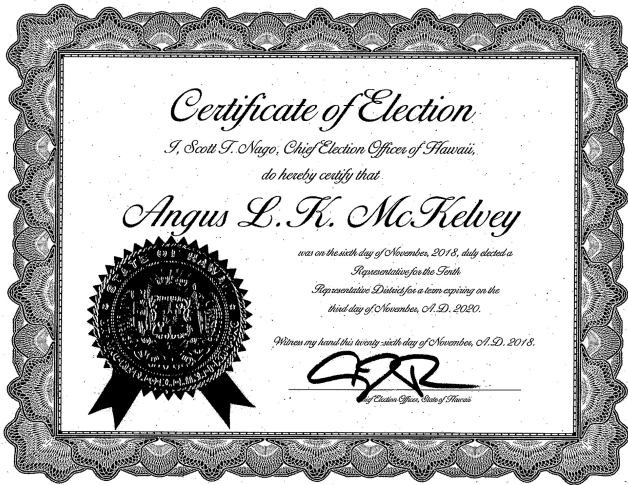 Certificate of Election
I, Scott T. Nago, Chief Election Officer of Hawaii,
do hereby certify that
Angus L. K. McKelvey
was on the sixth day of November, 2018, duly elected a
Representative for the Tenth
Representative District for a term expiring on the
third day of November, A.D. 2020.
Witness my hand this twenty-sixth day of November, A.D. 2018.
Chief Election Officer, State of Hawaii
STATE OF